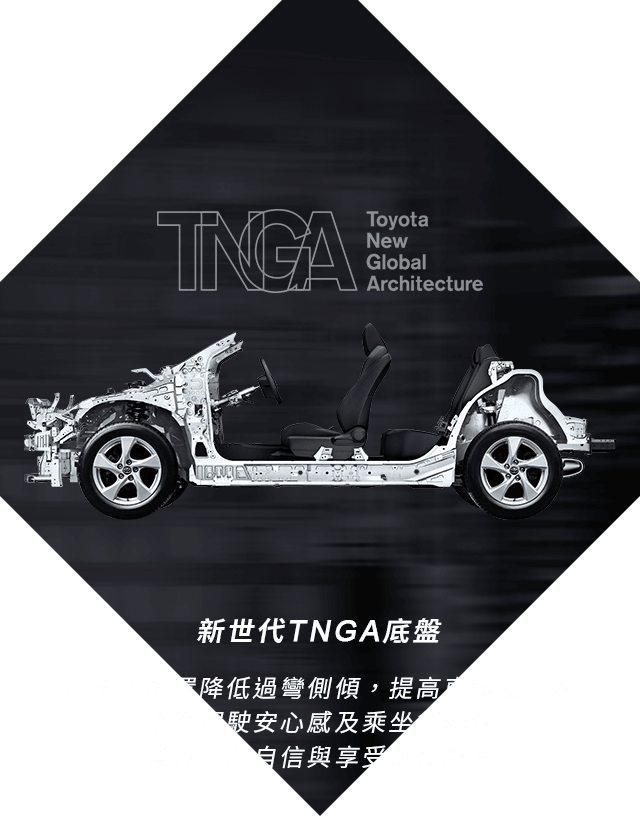 TNGA
Toyota
New
Global
Architecture
新世代TNGA底盤
降低過彎側傾，提高
駛安心感及乘坐
自信與享受